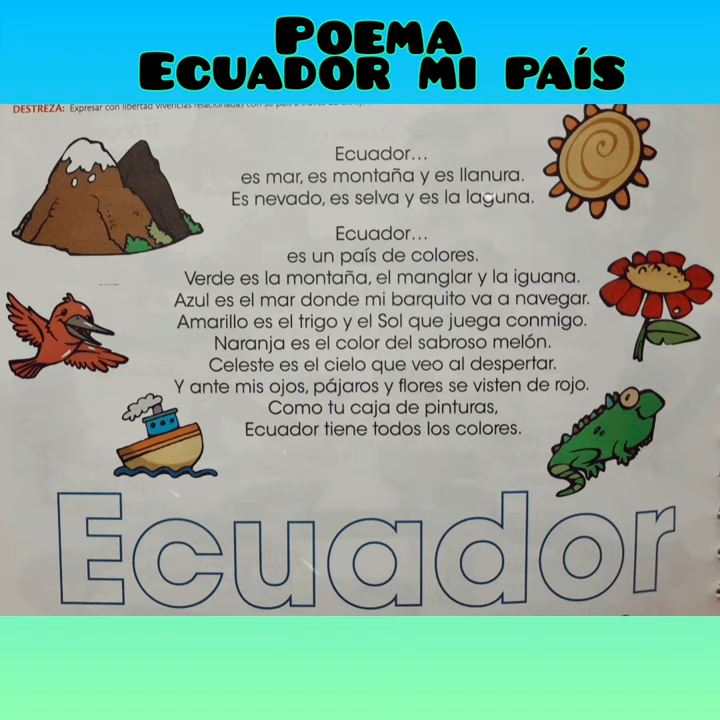 Poema
Ecuador mi país
DESTREZA: Expresar con libertad vivencias relacionadas con su país a
Ecuador...
es mar, es montaña y es llanura.
Es nevado, es selva y es la laguna.
Ecuador...
es un país de colores.
Verde es la montaña, el manglar y la iguana.
Azul es el mar donde mi barquito va a navegar.
Amarillo es el trigo y el Sol que juega conmigo.
Naranja es el color del sabroso melón.
Celeste es el cielo que veo al despertar.
Y ante mis ojos, pájaros y flores se visten de rojo.
Como tu caja de pinturas,
Ecuador tiene todos los colores.
Ecuador